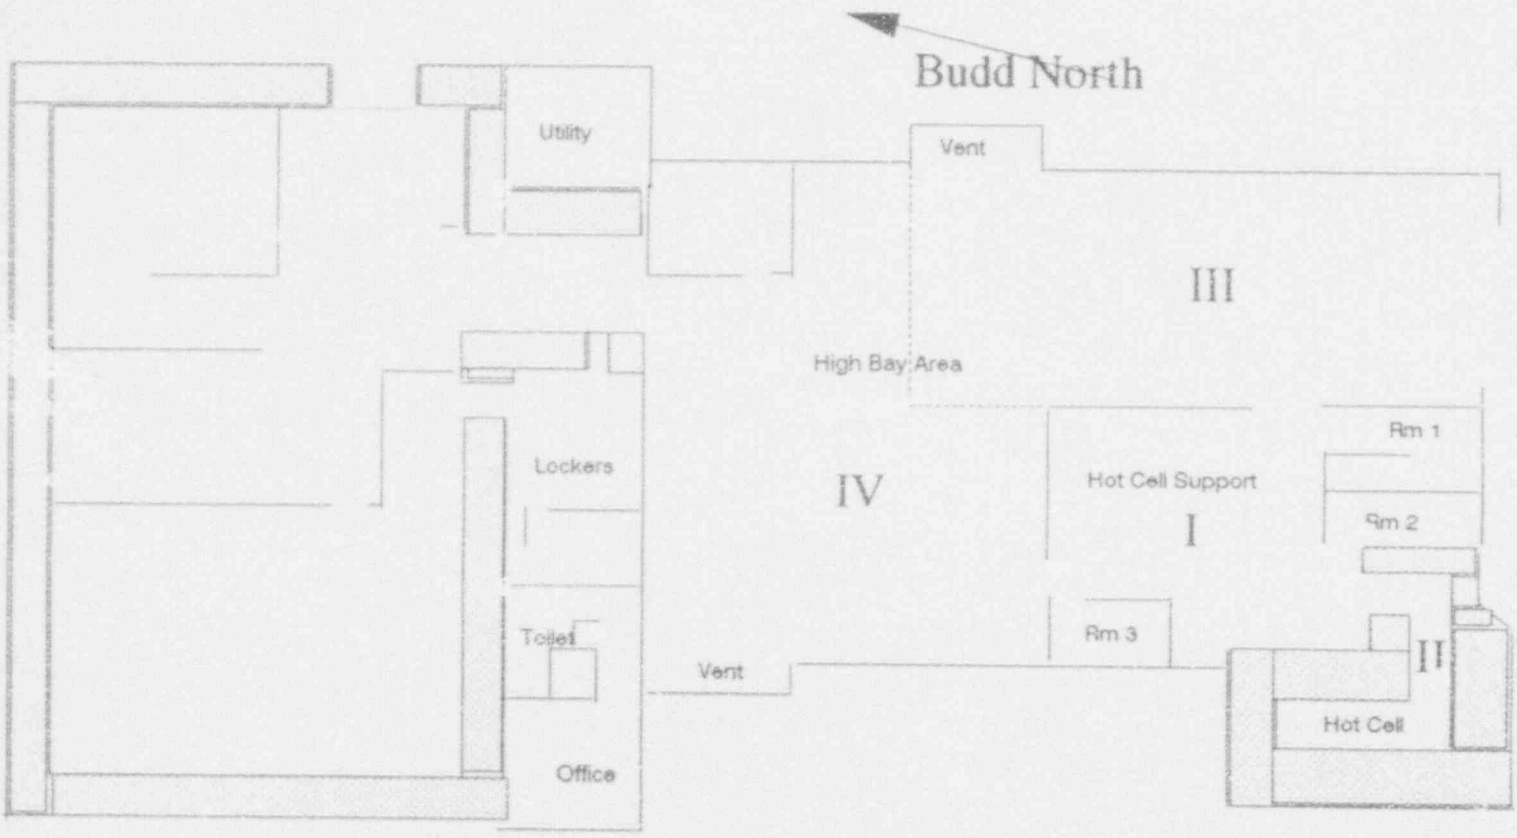 Budd North
Utility
Vent
III
High Bay Area
Rm 1
Lockers
Hot Cell Support
IV
Rm 2
I
Toilet
Rm 3
II
Vent
Hot Cell
Office